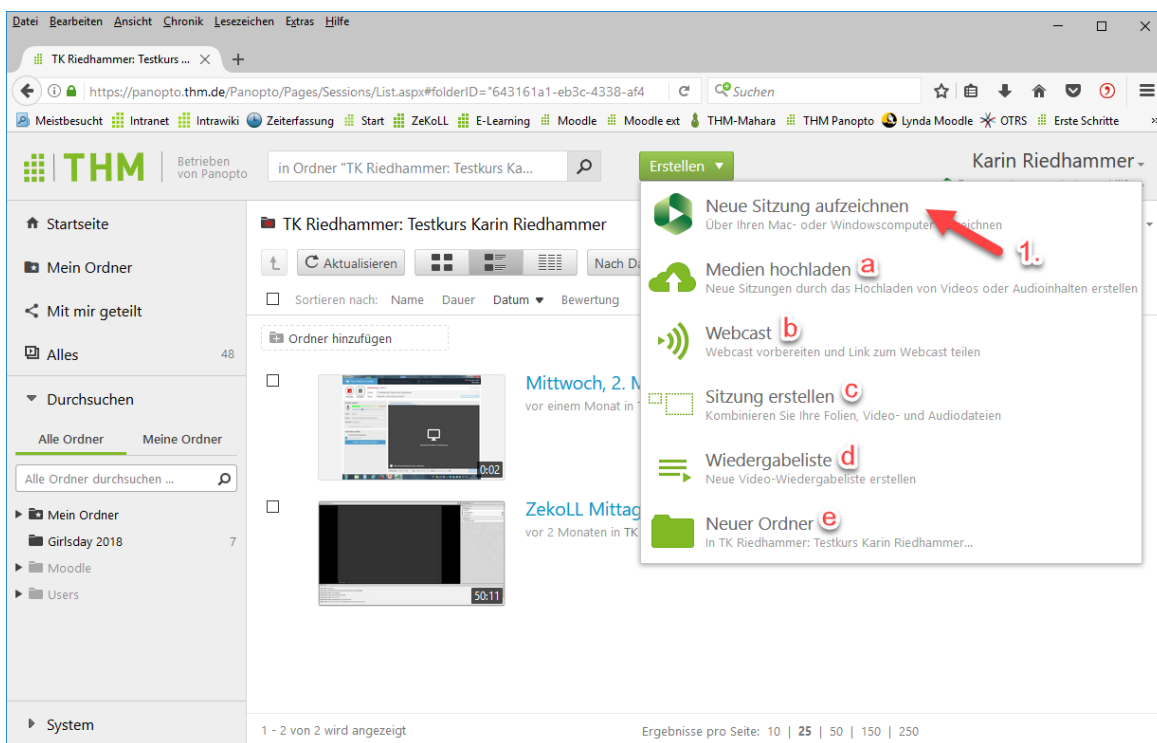 Datei Bearbeiten Ansicht Chronik Lesezeichen Extras Hilfe
TK Riedhammer: Testkurs ...
https://panopto.thm.de/Panopto/Pages/Sessions/List.aspx#folderID="643161a1-eb3c-4338-af4
Suchen
Meistbesucht Intranet Intrawiki Zeiterfassung Start ZeKoLL E-Learning Moodle Moodle ext THM-Mahara THM Panopto Lynda Moodle OTRS Erste Schritte »
THM
Betrieben
von Panopto
in Ordner "TK Riedhammer: Testkurs Ka...
Erstellen
Karin Riedhammer
Startseite
Mein Ordner
Mit mir geteilt
Alles 48
Durchsuchen
Alle Ordner Meine Ordner
Alle Ordner durchsuchen ...
Mein Ordner
Girlsday 2018 7
Moodle
Users
System
TK Riedhammer: Testkurs Karin Riedhammer
Aktualisieren
Nach Da
Sortieren nach: Name Dauer Datum Bewertung
Ordner hinzufügen
Mittwoch, 2. M
vor einem Monat in
0:02
ZekoLL Mittag
vor 2 Monaten in TK
50:11
1 - 2 von 2 wird angezeigt
Ergebnisse pro Seite: 10 | 25 | 50 | 150 | 250
Neue Sitzung aufzeichnen
Über Ihren Mac- oder Windowscomputer
1.
Medien hochladen a
Neue Sitzungen durch das Hochladen von Videos oder Audioinhalten erstellen
Webcast b
Webcast vorbereiten und Link zum Webcast teilen
Sitzung erstellen c
Kombinieren Sie Ihre Folien, Video- und Audiodateien
Wiedergabeliste d
Neue Video-Wiedergabeliste erstellen
Neuer Ordner e
In TK Riedhammer: Testkurs Karin Riedhammer...